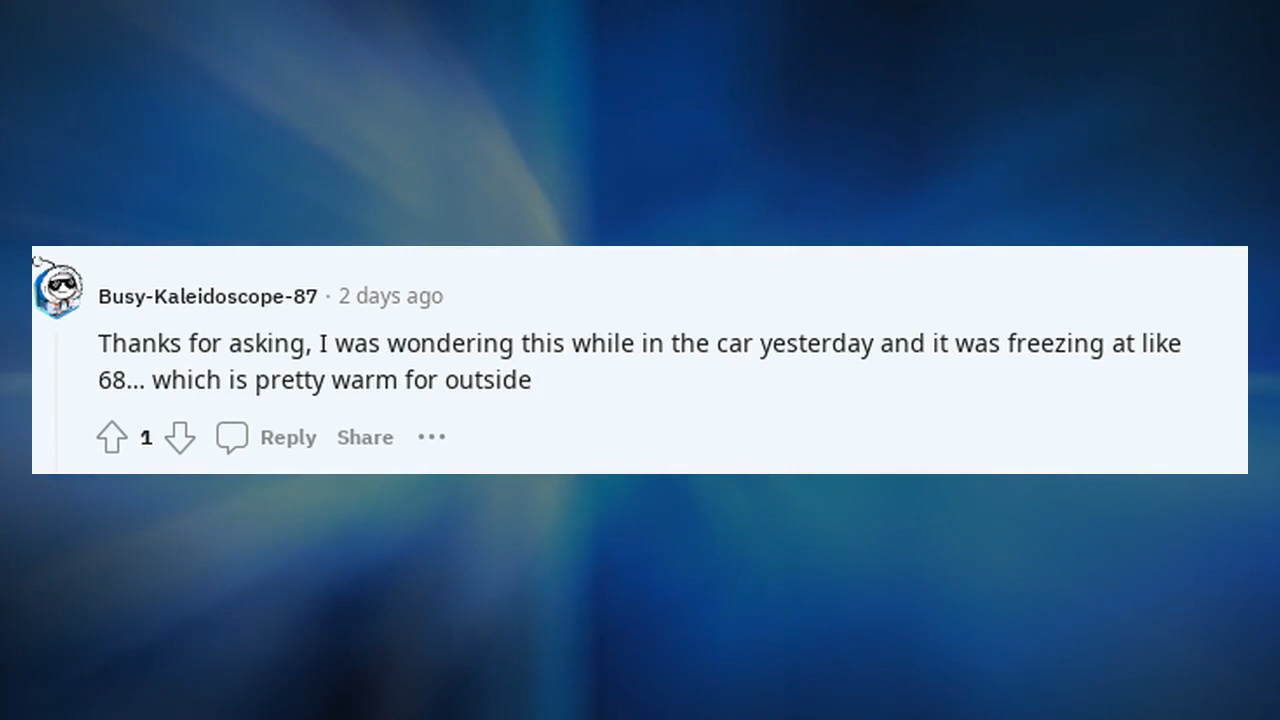 Busy-Kaleidoscope-87 · 2 days ago
Thanks for asking, I was wondering this while in the car yesterday and it was freezing at like
68... which is pretty warm for outside
1 Reply Share